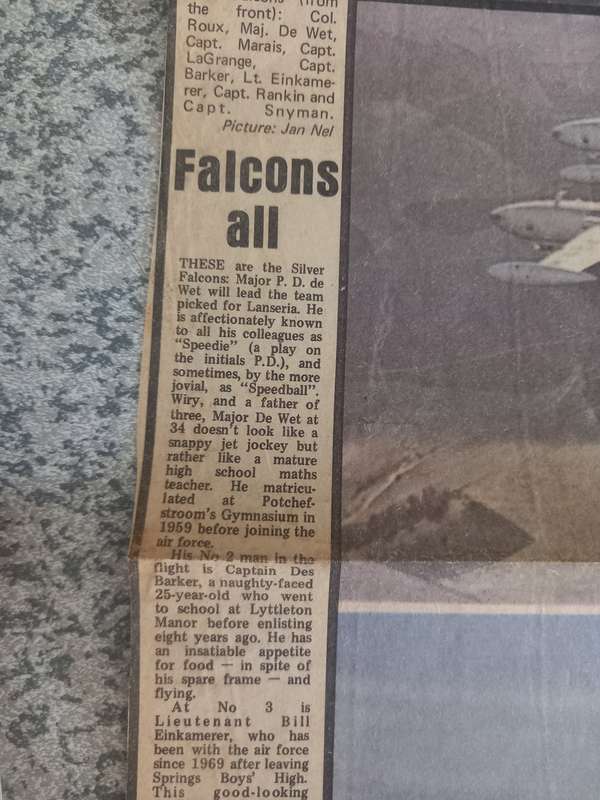 the front): Col.
Roux, Maj. De Wet,
Capt. Marais, Capt.
LaGrange, Capt.
Barker, Lt. Einkame-
rer, Capt. Rankin and
Capt. Snyman.
Picture: Jan Nel
Falcons
all
THESE are the Silver
Falcons: Major P. D. de
Wet will lead the team
picked for Lanseria. He
is affectionately known
to all his colleagues as
"Speedie" (a play on
the initials P.D.), and
sometimes, by the more
jovial, as "Speedball".
Wiry, and a father of
three, Major De Wet at
34 doesn't look like a
snappy jet jockey but
rather like a mature
high school maths
teacher. He matricu-
lated at Potchef-
stroom's Gymnasium in
1959 before joining the
air force.
His No 2 man in the
flight is Captain Des
Barker, a naughty-faced
25-year-old who went
to school at Lyttleton
Manor before enlisting
eight years ago. He has
an insatiable appetite
for food — in spite of
his spare frame — and
flying.
At No 3 is
Lieutenant Bill
Einkamerer, who has
been with the air force
since 1969 after leaving
Springs Boys' High.
This good-looking